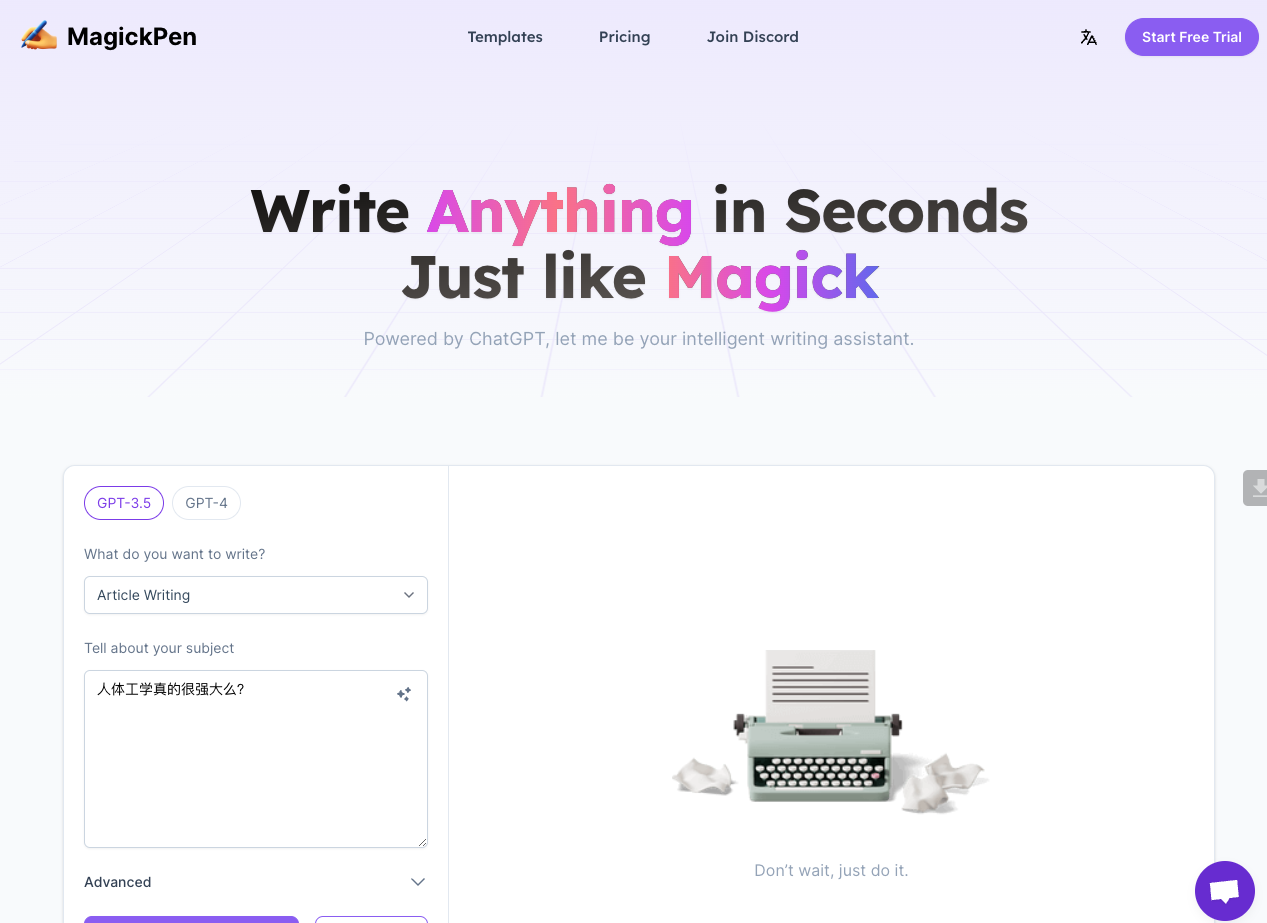 MagickPen
Templates
Pricing
Join Discord
Start Free Trial
Write Anything in Seconds
Just like Magick
Powered by ChatGPT, let me be your intelligent writing assistant.
GPT-3.5
GPT-4
What do you want to write?
Article Writing
Tell about your subject
人体工学真的很强大么?
Advanced
Don’t wait, just do it.